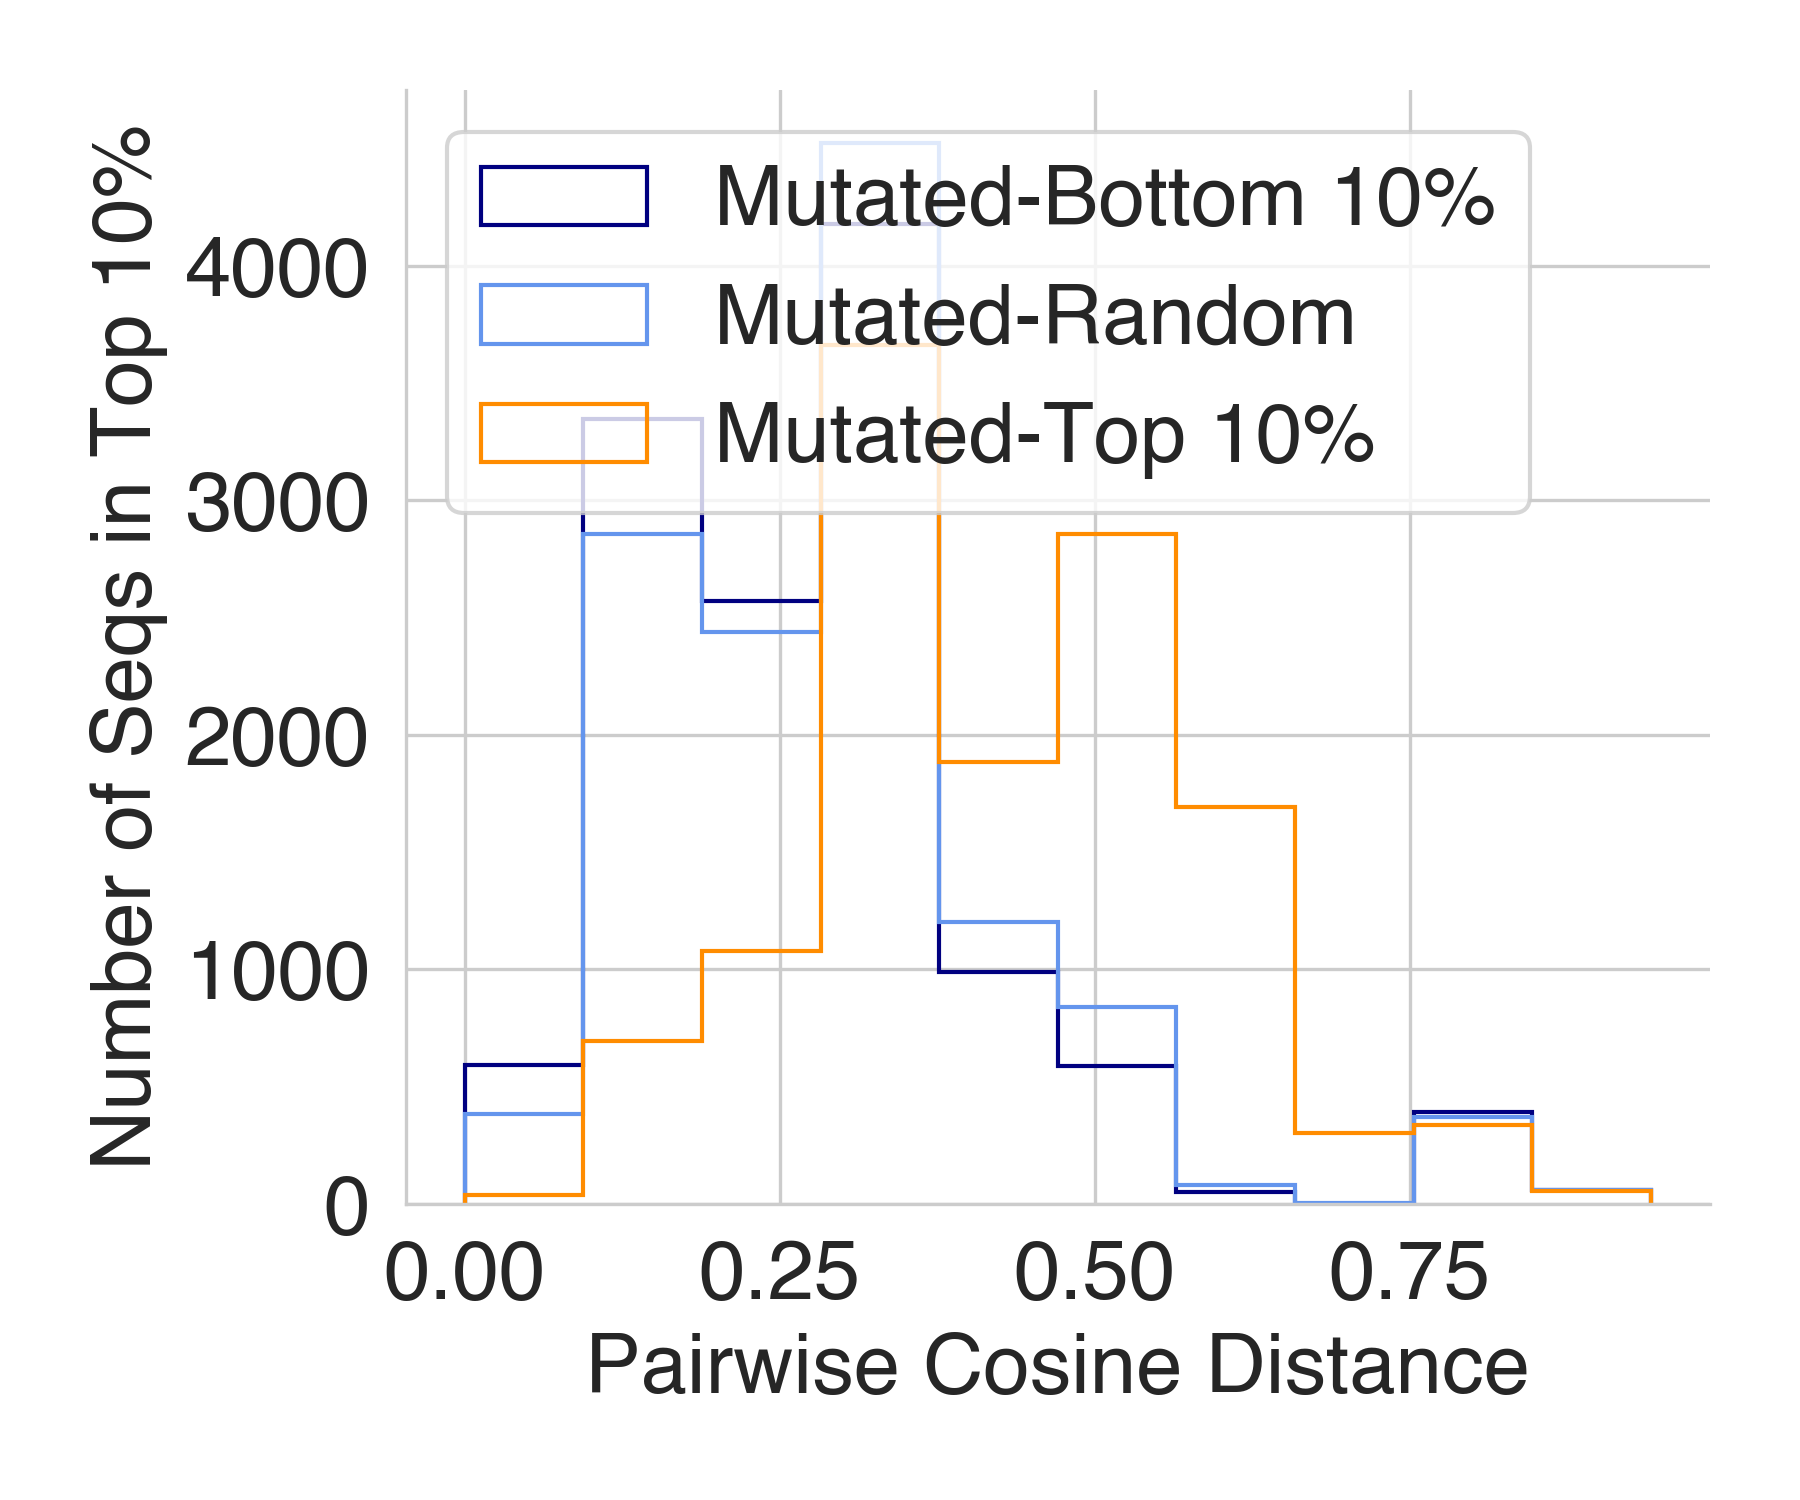 Number of Seqs in Top 10%
4000
3000
2000
1000
0
Mutated-Bottom 10%
Mutated-Random
Mutated-Top 10%
0.00 0.25 0.50 0.75
Pairwise Cosine Distance